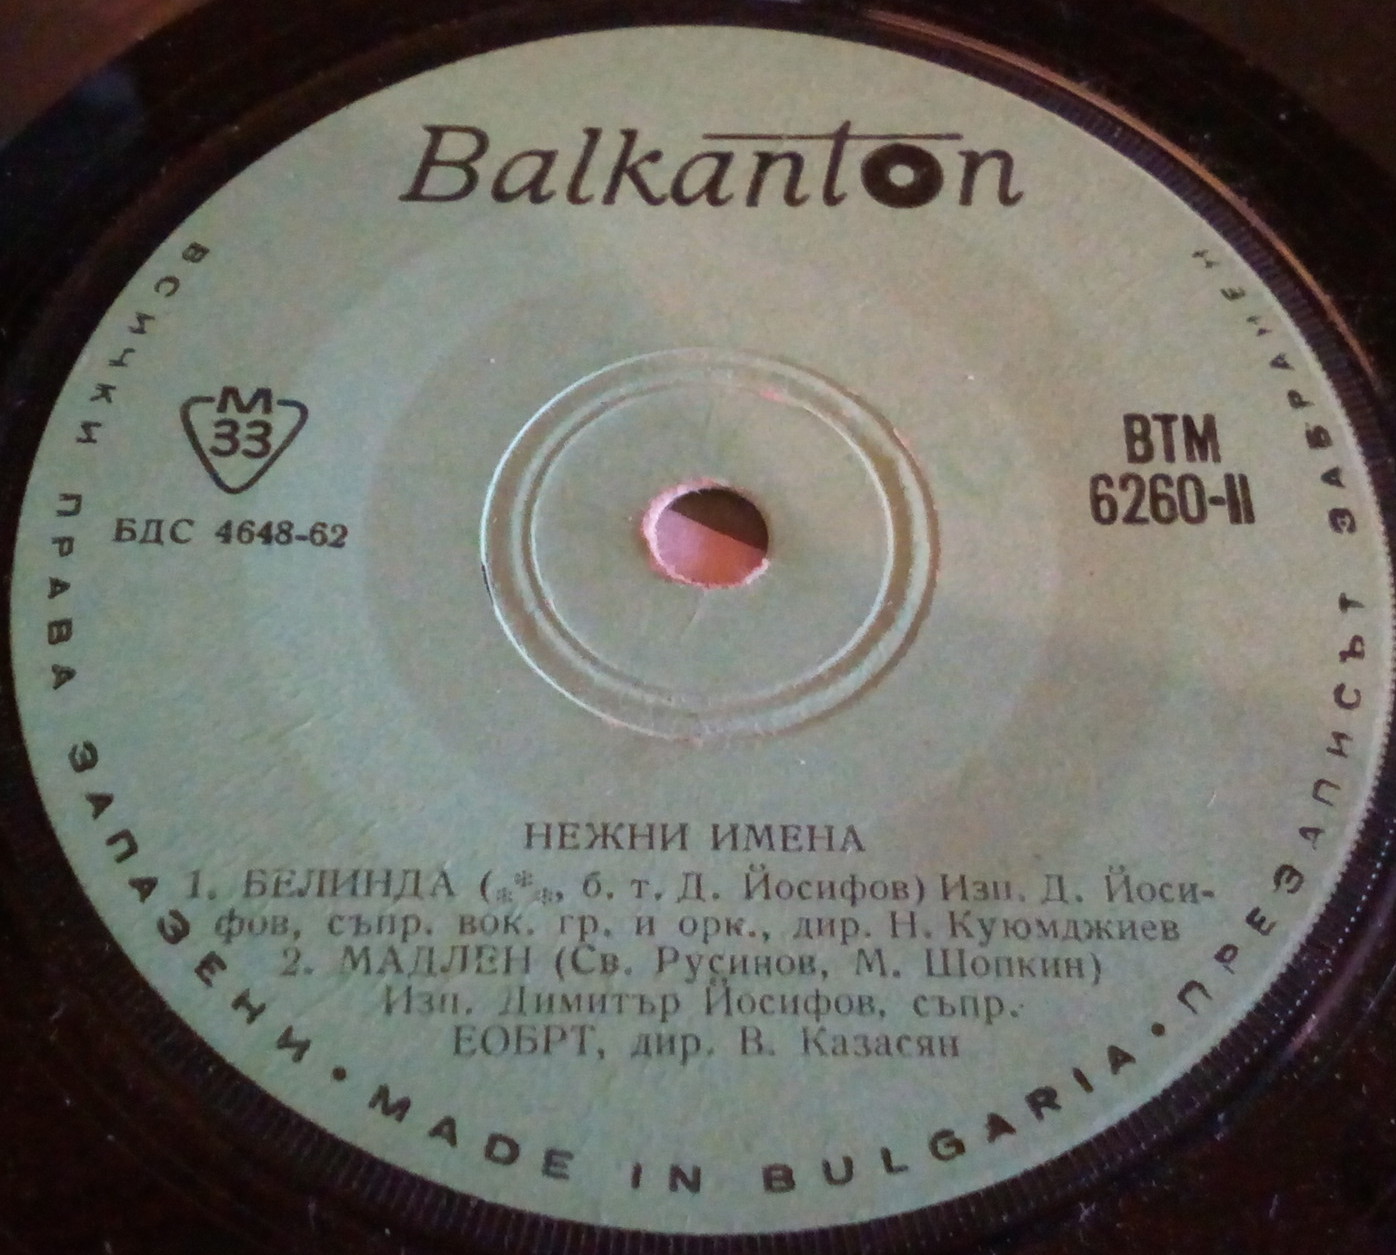 Balkanton
ВСИЧКИ ПРАВА ЗАПАЗЕНИ • MADE IN BULGARIA • ПРЕЗАПИСЪТ ЗАБРАНЕН
М
33
БДС 4648-62
ВТМ
6260-II
НЕЖНИ ИМЕНА
1. БЕЛИНДА (***, б. т. Д. Йосифов) Изп. Д. Йоси-
фов, съпр. вок. гр. и орк., дир. Н. Куюмджиев
2. МАДЛЕН (Св. Русинов, М. Шопкин)
Изп. Димитър Йосифов, съпр.
ЕОБРТ, дир. В. Казасян